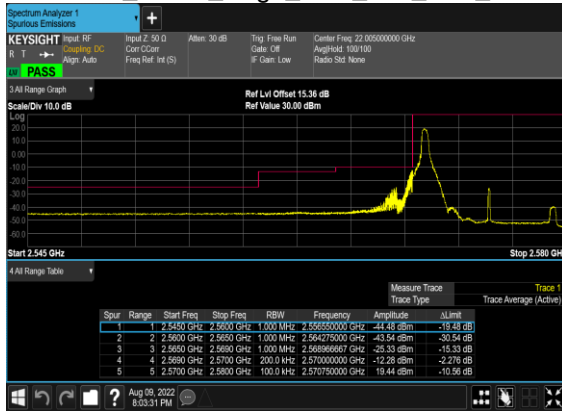 Spectrum Analyzer 1
Spurious Emissions
+
KEYSIGHT Input: RF Input Z: 50 Ω Atten: 30 dB Trig: Free Run Center Freq: 22.005000000 GHz
R T Coupling: DC Corr CCorr Gate: Off Avg|Hold: 100/100
Align: Auto Freq Ref: Int (S) IF Gain: Low Radio Std: None
PASS
3 All Range Graph
Ref Lvl Offset 15.36 dB
Scale/Div 10.0 dB Ref Value 30.00 dBm
Log
20.0
10.0
0.00
-10.0
-20.0
-30.0
-40.0
-50.0
-60.0
Start 2.545 GHz Stop 2.580 GH
4 All Range Table
Measure Trace Trace 1
Trace Type Trace Average (Active)
Spur Range Start Freq Stop Freq RBW Frequency Amplitude ΔLimit
1 1 2.5450 GHz 2.5600 GHz 1.000 MHz 2.556550000 GHz -44.48 dBm -19.48 dB
2 2 2.5600 GHz 2.5650 GHz 1.000 MHz 2.564275000 GHz -43.54 dBm -30.54 dB
3 3 2.5650 GHz 2.5690 GHz 1.000 MHz 2.568966667 GHz -25.33 dBm -15.33 dB
4 4 2.5690 GHz 2.5700 GHz 200.0 kHz 2.570000000 GHz -12.28 dBm -2.276 dB
5 5 2.5700 GHz 2.5800 GHz 100.0 kHz 2.570750000 GHz 19.44 dBm -10.56 dB
? Aug 09, 2022
8:03:31 PM